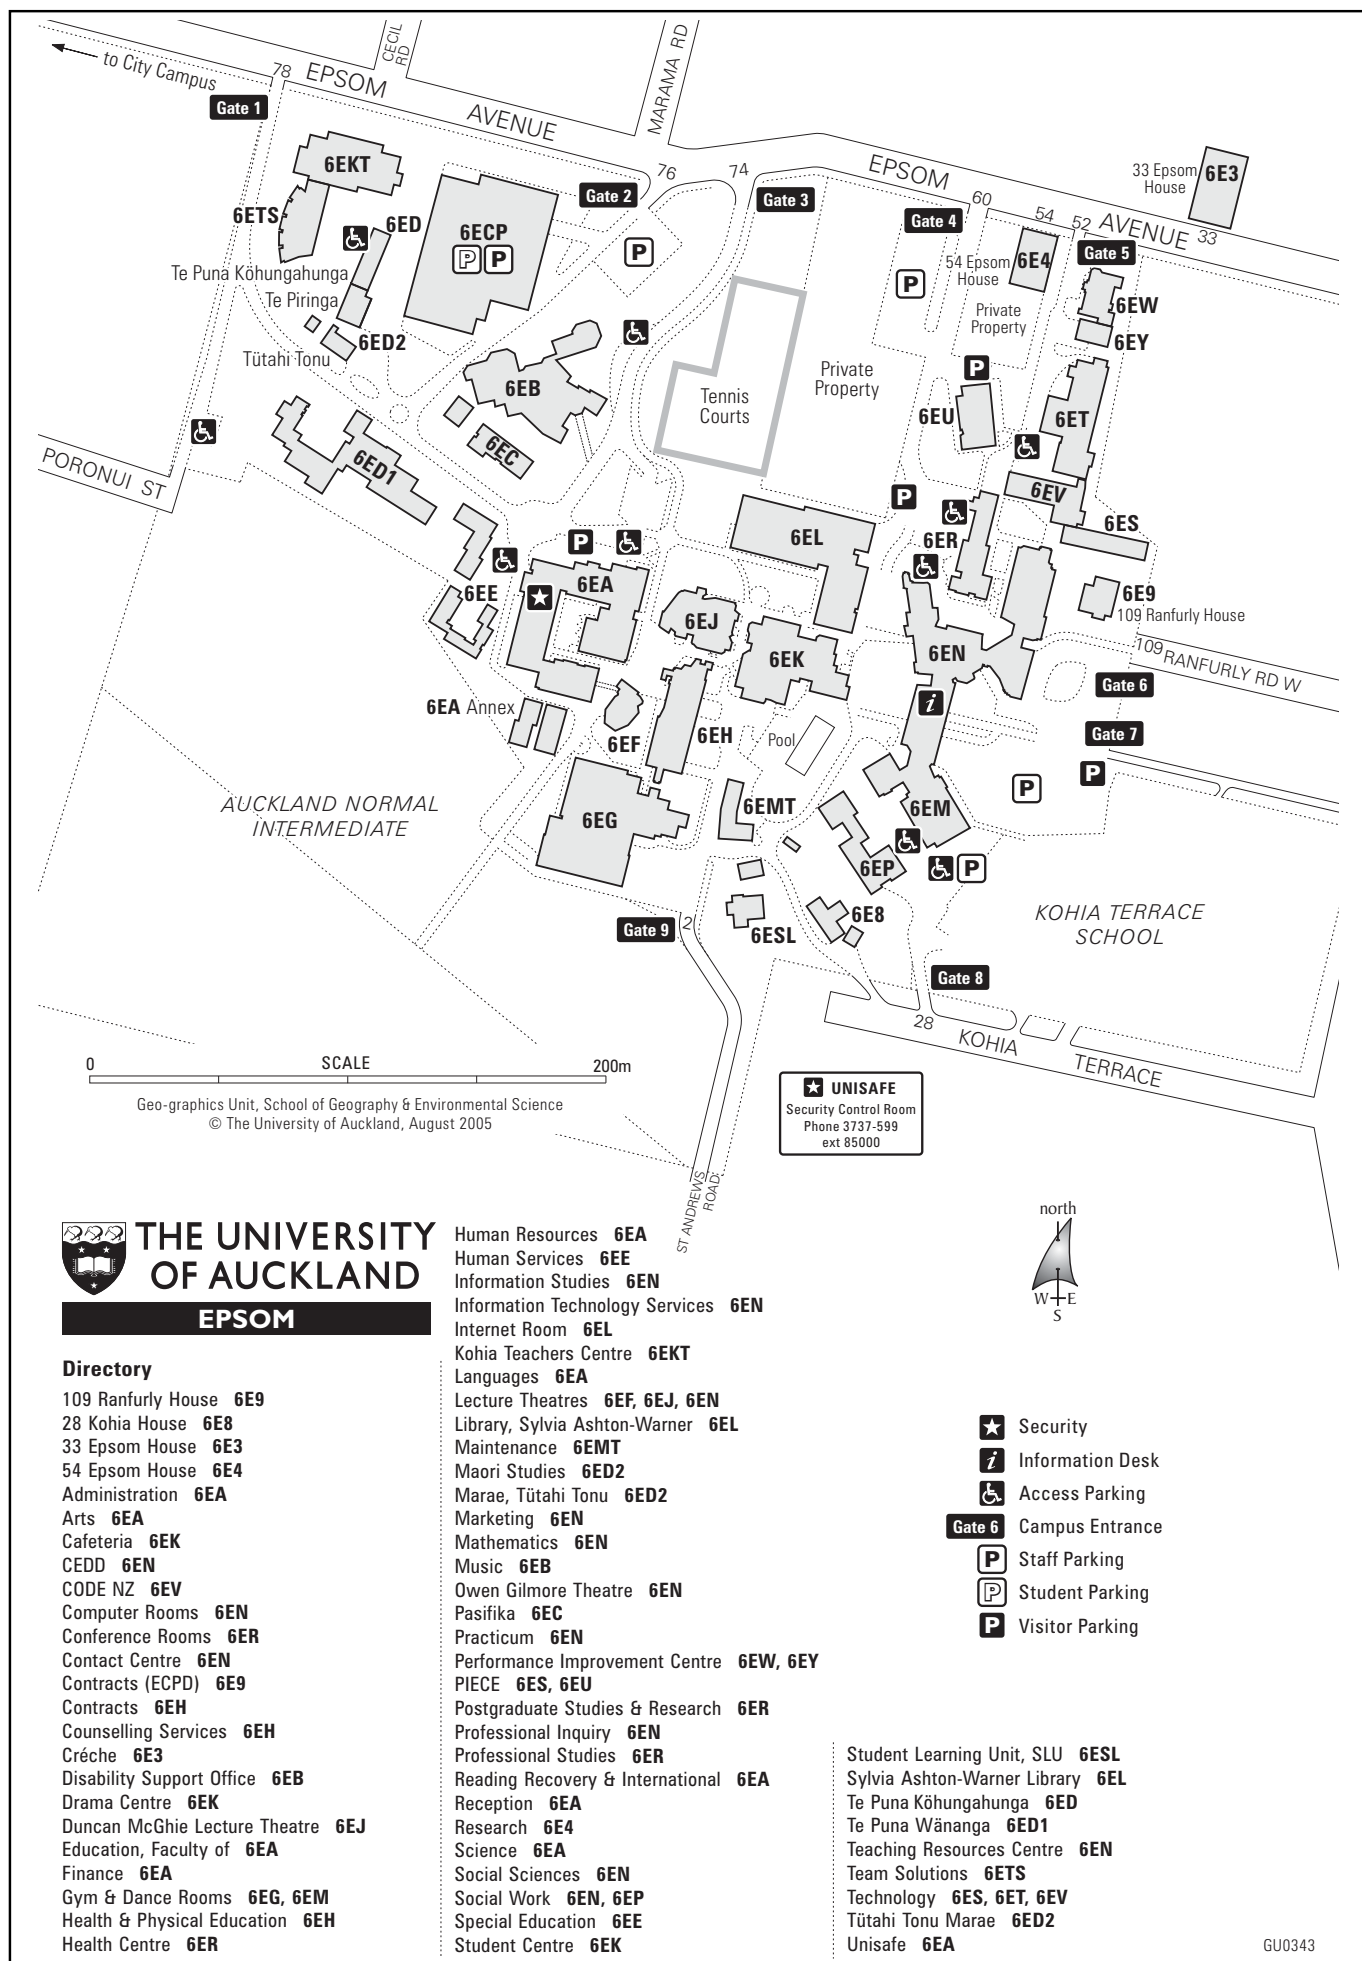 to City Campus
78
EPSOM
AVENUE
CECIL
RD
MARAMA RD
Gate 1
76
74
EPSOM
AVENUE
33 Epsom
House
6E3
33
6EKT
6ETS
6ED
Te Puna Köhungahunga
Te Piringa
6ED2
Tütahi Tonu
6ECP
P P
Gate 2
P
Gate 3
Gate 4
60
54
52
Gate 5
54 Epsom
House
6E4
P
Private
Property
6EW
6EY
6EB
6EC
Tennis
Courts
Private
Property
P
6EU
6ET
PORONUI ST
6ED1
P
6EV
6ES
6EL
6ER
P
6EA
6EE
6EJ
6EK
6EN
6E9
109 Ranfurly House
109
RANFURLY RD W
Gate 6
Gate 7
6EA Annex
6EF
6EH
Pool
i
P
P
AUCKLAND NORMAL
INTERMEDIATE
6EG
6EMT
6EM
6EP
P
6ESL
6E8
KOHIA TERRACE
SCHOOL
Gate 9
2
Gate 8
28
KOHIA
TERRACE
ST ANDREWS
ROAD
0
SCALE
200m
Geo-graphics Unit, School of Geography & Environmental Science
© The University of Auckland, August 2005
UNISAFE
Security Control Room
Phone 3737-599
ext 85000
north
W E
S
THE UNIVERSITY
OF AUCKLAND
EPSOM
Directory
109 Ranfurly House 6E9
28 Kohia House 6E8
33 Epsom House 6E3
54 Epsom House 6E4
Administration 6EA
Arts 6EA
Cafeteria 6EK
CEDD 6EN
CODE NZ 6EV
Computer Rooms 6EN
Conference Rooms 6ER
Contact Centre 6EN
Contracts (ECPD) 6E9
Contracts 6EH
Counselling Services 6EH
Créche 6E3
Disability Support Office 6EB
Drama Centre 6EK
Duncan McGhie Lecture Theatre 6EJ
Education, Faculty of 6EA
Finance 6EA
Gym & Dance Rooms 6EG, 6EM
Health & Physical Education 6EH
Health Centre 6ER
Human Resources 6EA
Human Services 6EE
Information Studies 6EN
Information Technology Services 6EN
Internet Room 6EL
Kohia Teachers Centre 6EKT
Languages 6EA
Lecture Theatres 6EF, 6EJ, 6EN
Library, Sylvia Ashton-Warner 6EL
Maintenance 6EMT
Maori Studies 6ED2
Marae, Tütahi Tonu 6ED2
Marketing 6EN
Mathematics 6EN
Music 6EB
Owen Gilmore Theatre 6EN
Pasifika 6EC
Practicum 6EN
Performance Improvement Centre 6EW, 6EY
PIECE 6ES, 6EU
Postgraduate Studies & Research 6ER
Professional Inquiry 6EN
Professional Studies 6ER
Reading Recovery & International 6EA
Reception 6EA
Research 6E4
Science 6EA
Social Sciences 6EN
Social Work 6EN, 6EP
Special Education 6EE
Student Centre 6EK
Student Learning Unit, SLU 6ESL
Sylvia Ashton-Warner Library 6EL
Te Puna Köhungahunga 6ED
Te Puna Wänanga 6ED1
Teaching Resources Centre 6EN
Team Solutions 6ETS
Technology 6ES, 6ET, 6EV
Tütahi Tonu Marae 6ED2
Unisafe 6EA
Security
i Information Desk
Access Parking
Gate 6 Campus Entrance
P Staff Parking
P Student Parking
P Visitor Parking
GU0343